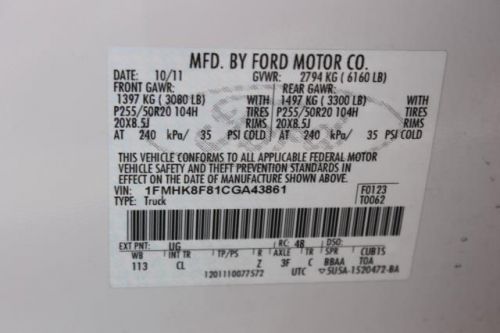 MFD. BY FORD MOTOR CO.
DATE: 10/11 GVWR: 2794 KG ( 6160 LB)
FRONT GAWR: REAR GAWR:
1397 KG ( 3080 LB) WITH 1497 KG ( 3300 LB) WITH
P255/50R20 104H TIRES P255/50R20 104H TIRES
20X8.5J RIMS 20X8.5J RIMS
AT 240 kPa/ 35 PSI COLD AT 240 kPa/ 35 PSI COLD
THIS VEHICLE CONFORMS TO ALL APPLICABLE FEDERAL MOTOR
VEHICLE SAFETY AND THEFT PREVENTION STANDARDS IN
EFFECT ON THE DATE OF MANUFACTURE SHOWN ABOVE.
VIN: 1FMHK8F81CGA43861 F0123
TYPE: Truck T0062
EXT PNT: UG RC: 48 DSO:
WB INT TR TP/PS R AXLE TR SPR CUBTS
113 CL Z 3F C BBAA TOA
1201110077572 UTC 5U5A-1520472-BA